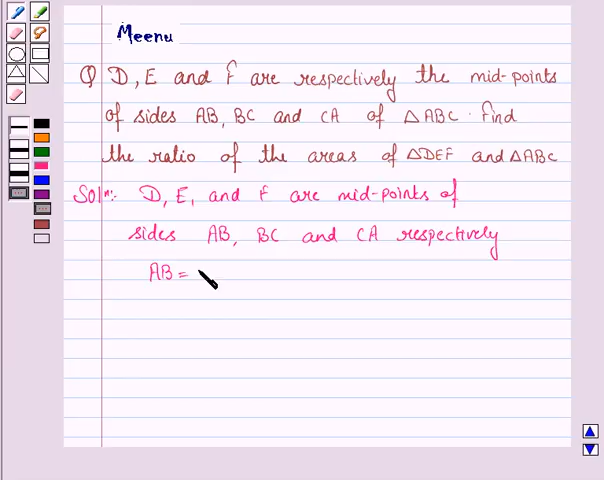 Meenu
Q D, E and F are respectively the mid-points
of sides AB, BC and CA of △ABC. Find
the ratio of the areas of △DEF and △ABC
Solⁿ: D, E, and F are mid-points of
sides AB, BC and CA respectively
AB =